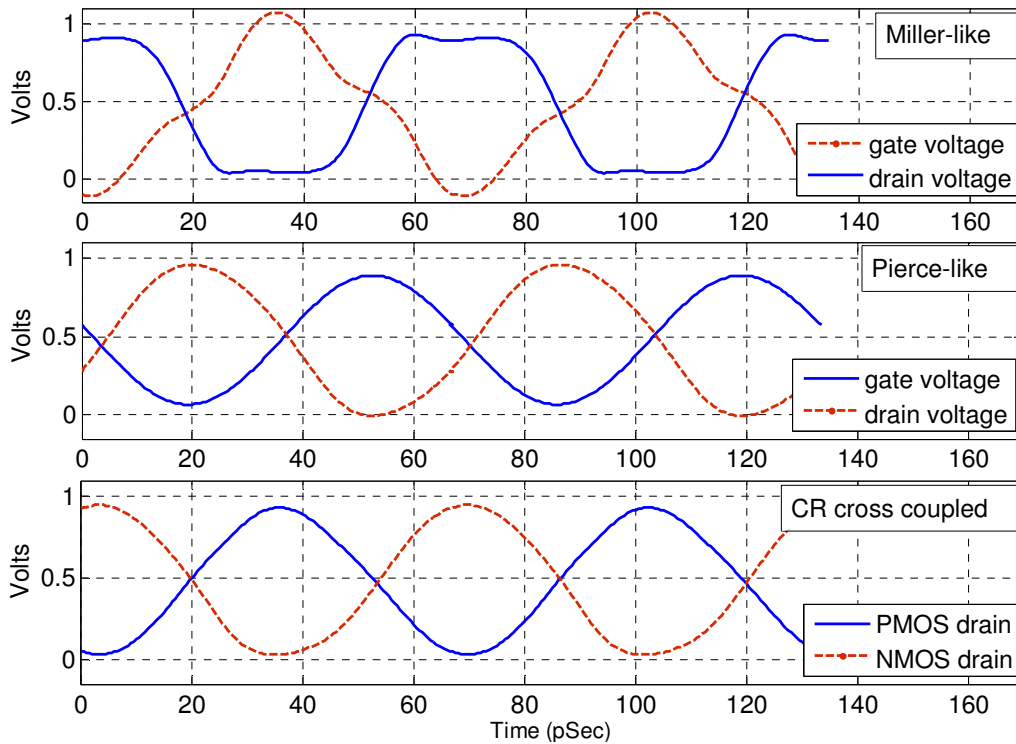 1
Miller-like
Volts
0.5
gate voltage
drain voltage
0
0 20 40 60 80 100 120 140 160
1
Pierce-like
Volts
0.5
gate voltage
drain voltage
0
0 20 40 60 80 100 120 140 160
1
CR cross coupled
Volts
0.5
PMOS drain
NMOS drain
0
0 20 40 60 80 100 120 140 160
Time (pSec)